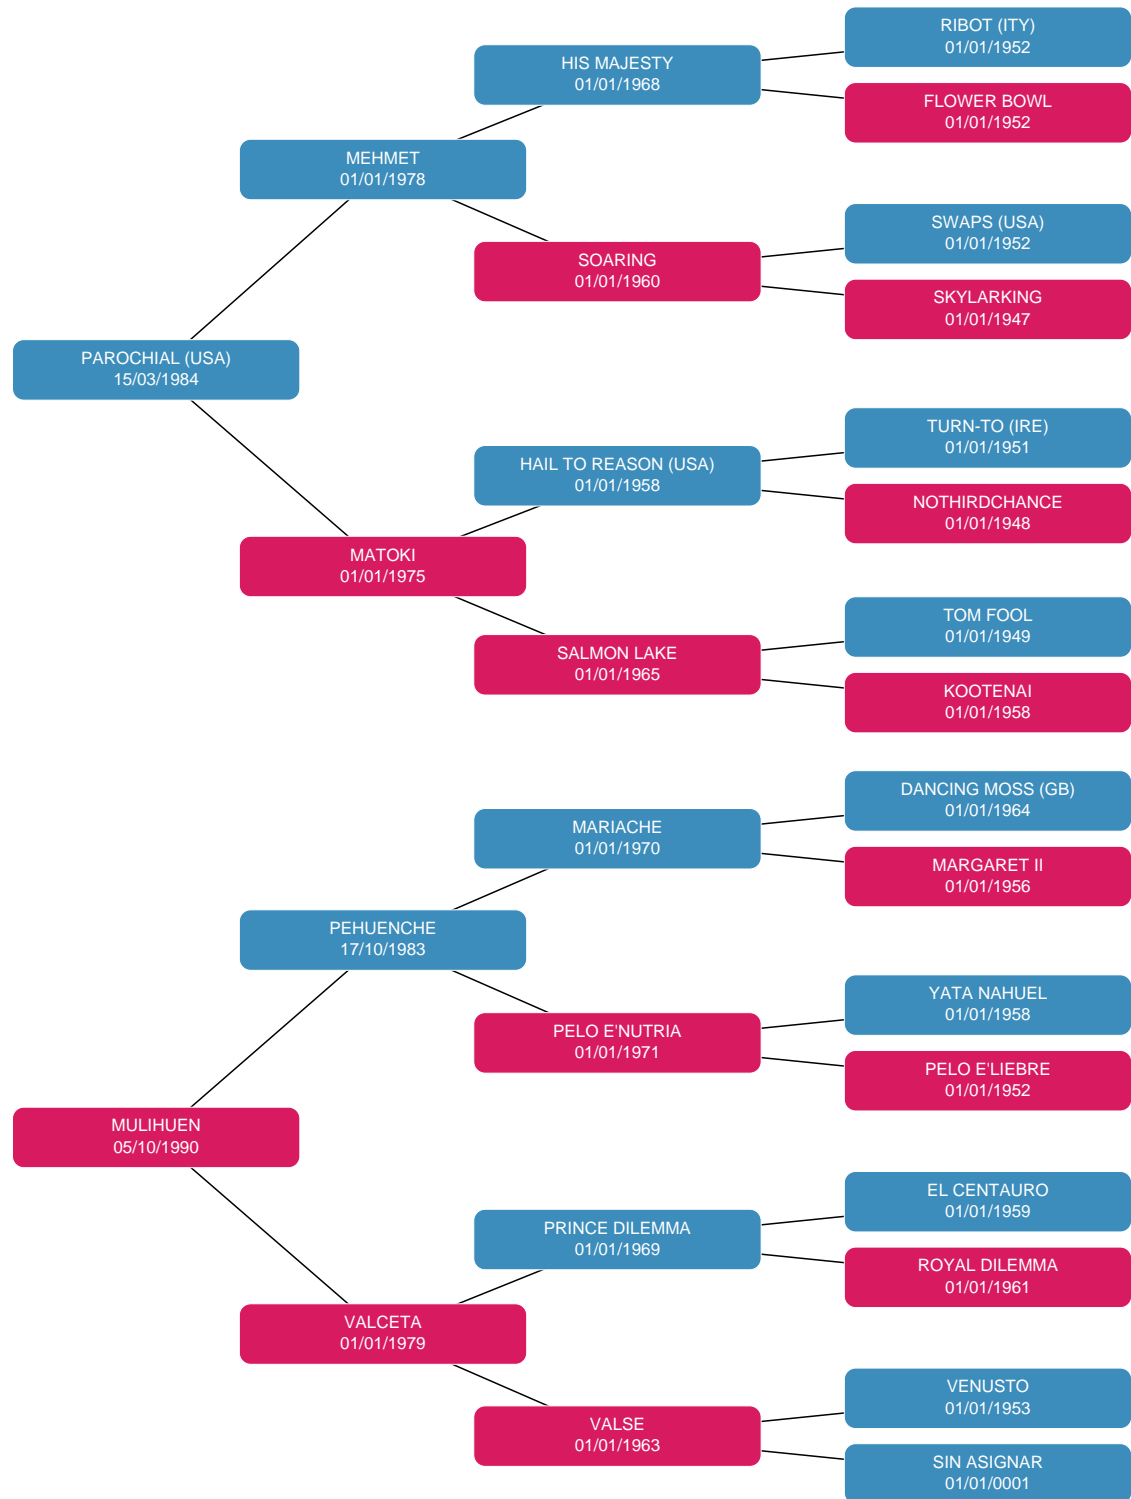 RIBOT (ITY)
01/01/1952
HIS MAJESTY
01/01/1968
FLOWER BOWL
01/01/1952
MEHMET
01/01/1978
SWAPS (USA)
01/01/1952
SOARING
01/01/1960
SKYLARKING
01/01/1947
PAROCHIAL (USA)
15/03/1984
TURN-TO (IRE)
01/01/1951
HAIL TO REASON (USA)
01/01/1958
NOTHIRDCHANCE
01/01/1948
MATOKI
01/01/1975
TOM FOOL
01/01/1949
SALMON LAKE
01/01/1965
KOOTENAI
01/01/1958
DANCING MOSS (GB)
01/01/1964
MARIACHE
01/01/1970
MARGARET II
01/01/1956
PEHUENCHE
17/10/1983
YATA NAHUEL
01/01/1958
PELO E'NUTRIA
01/01/1971
PELO E'LIEBRE
01/01/1952
MULIHUEN
05/10/1990
EL CENTAURO
01/01/1959
PRINCE DILEMMA
01/01/1969
ROYAL DILEMMA
01/01/1961
VALCETA
01/01/1979
VENUSTO
01/01/1953
VALSE
01/01/1963
SIN ASIGNAR
01/01/0001